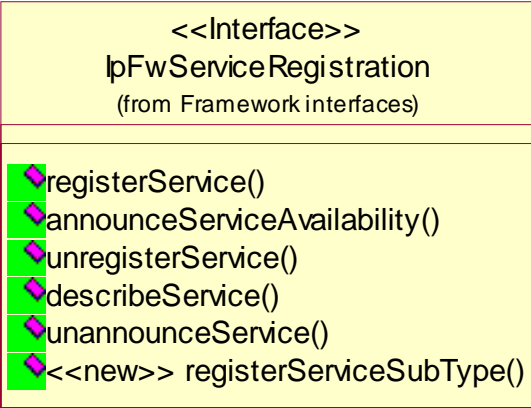 <<Interface>>
IpFwServiceRegistration
(from Framework interfaces)
registerService()
announceServiceAvailability()
unregisterService()
describeService()
unannounceService()
<<new>> registerServiceSubType()